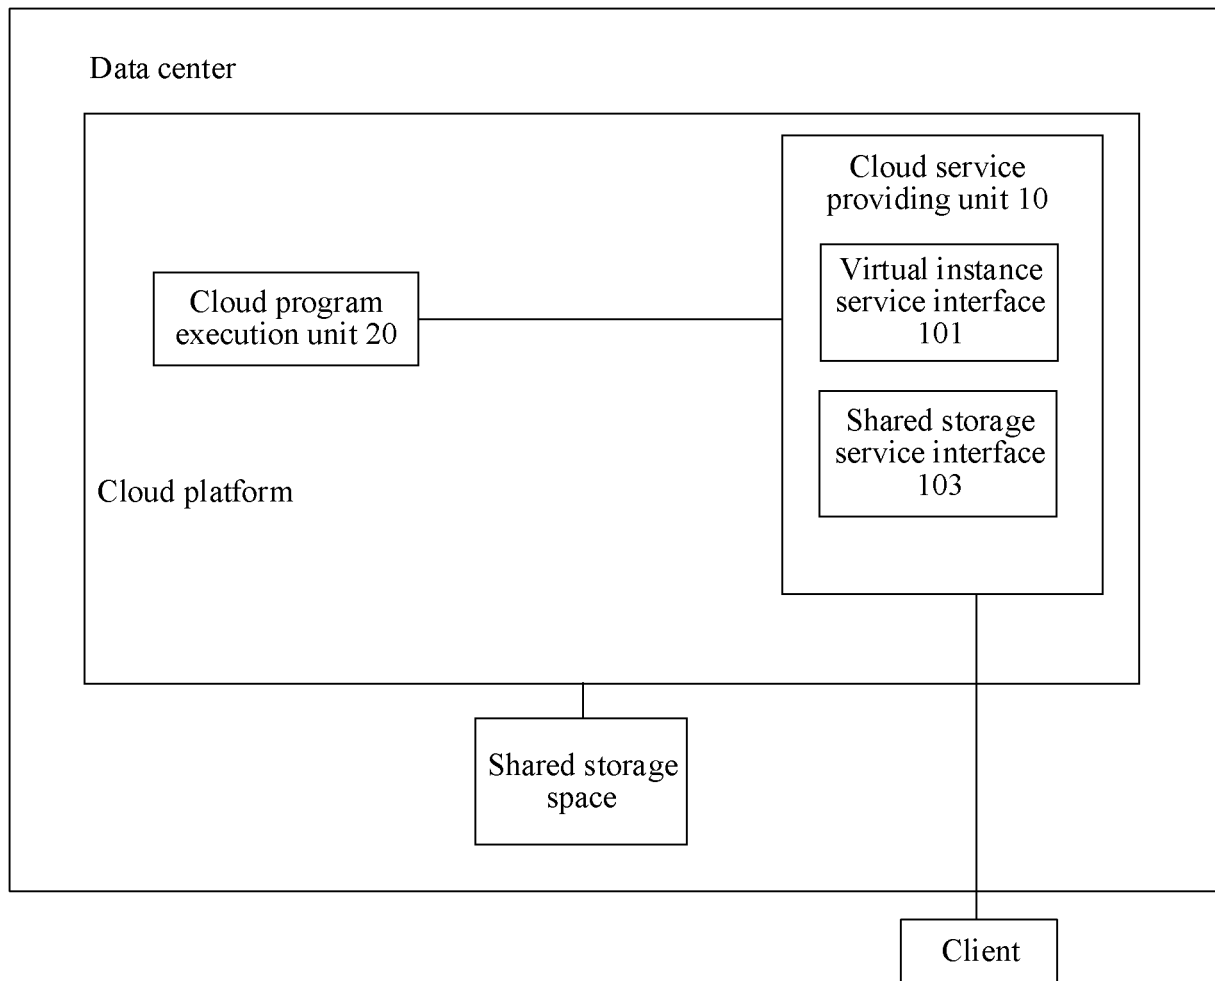 Data center
Cloud service
providing unit 10
Virtual instance
service interface
101
Cloud program
execution unit 20
Shared storage
service interface
103
Cloud platform
Shared storage
space
Client